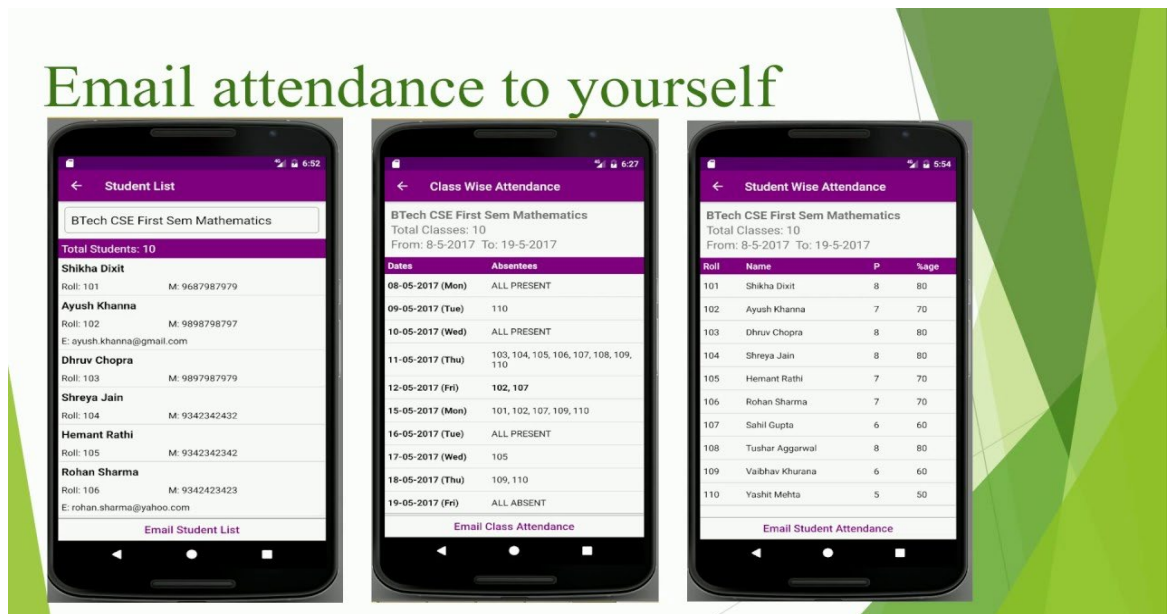 Email attendance to yourself
6:52
Student List
BTech CSE First Sem Mathematics
Total Students: 10
Shikha Dixit
Roll: 101 M: 9687987979
Ayush Khanna
Roll: 102 M: 9898798797
E: ayush.khanna@gmail.com
Dhruv Chopra
Roll: 103 M: 9897987979
Shreya Jain
Roll: 104 M: 9342342432
Hemant Rathi
Roll: 105 M: 9342342342
Rohan Sharma
Roll: 106 M: 9342423423
E: rohan.sharma@yahoo.com
Email Student List
6:27
Class Wise Attendance
BTech CSE First Sem Mathematics
Total Classes: 10
From: 8-5-2017 To: 19-5-2017
Dates Absentees
08-05-2017 (Mon) ALL PRESENT
09-05-2017 (Tue) 110
10-05-2017 (Wed) ALL PRESENT
11-05-2017 (Thu) 103, 104, 105, 106, 107, 108, 109,
110
12-05-2017 (Fri) 102, 107
15-05-2017 (Mon) 101, 102, 107, 109, 110
16-05-2017 (Tue) ALL PRESENT
17-05-2017 (Wed) 105
18-05-2017 (Thu) 109, 110
19-05-2017 (Fri) ALL ABSENT
Email Class Attendance
5:54
Student Wise Attendance
BTech CSE First Sem Mathematics
Total Classes: 10
From: 8-5-2017 To: 19-5-2017
Roll Name P %age
101 Shikha Dixit 8 80
102 Ayush Khanna 7 70
103 Dhruv Chopra 8 80
104 Shreya Jain 8 80
105 Hemant Rathi 7 70
106 Rohan Sharma 7 70
107 Sahil Gupta 6 60
108 Tushar Aggarwal 8 80
109 Vaibhav Khurana 6 60
110 Yashit Mehta 5 50
Email Student Attendance